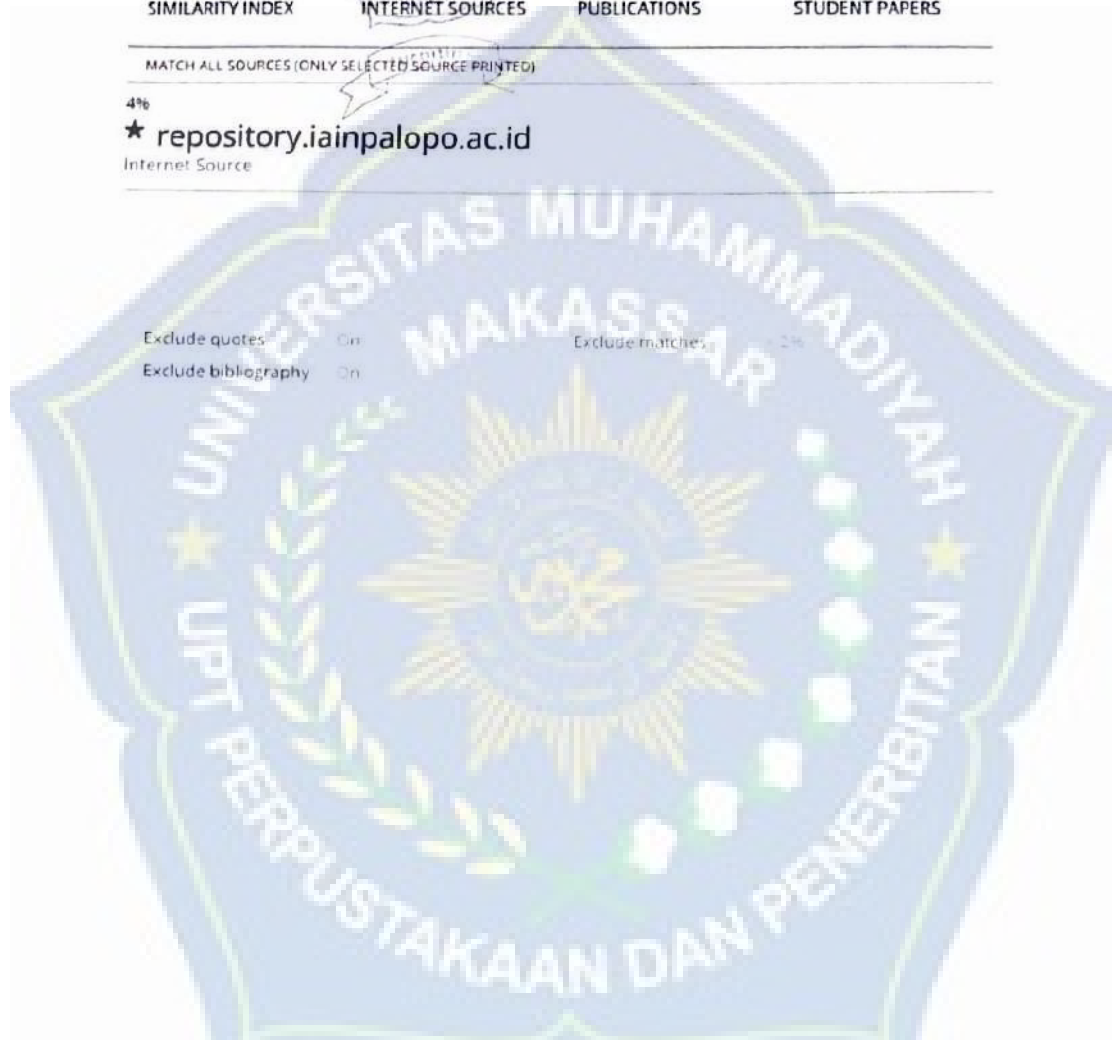 SIMILARITY INDEX INTERNET SOURCES PUBLICATIONS STUDENT PAPERS
MATCH ALL SOURCES (ONLY SELECTED SOURCE PRINTED)
4%
★ repository.iainpalopo.ac.id
Internet Source
UNIVERSITAS MUHAMMADIYAH
MAKASSAR
Exclude quotes On Exclude matches 2%
Exclude bibliography On
UPT PERPUSTAKAAN DAN PENERBITAN